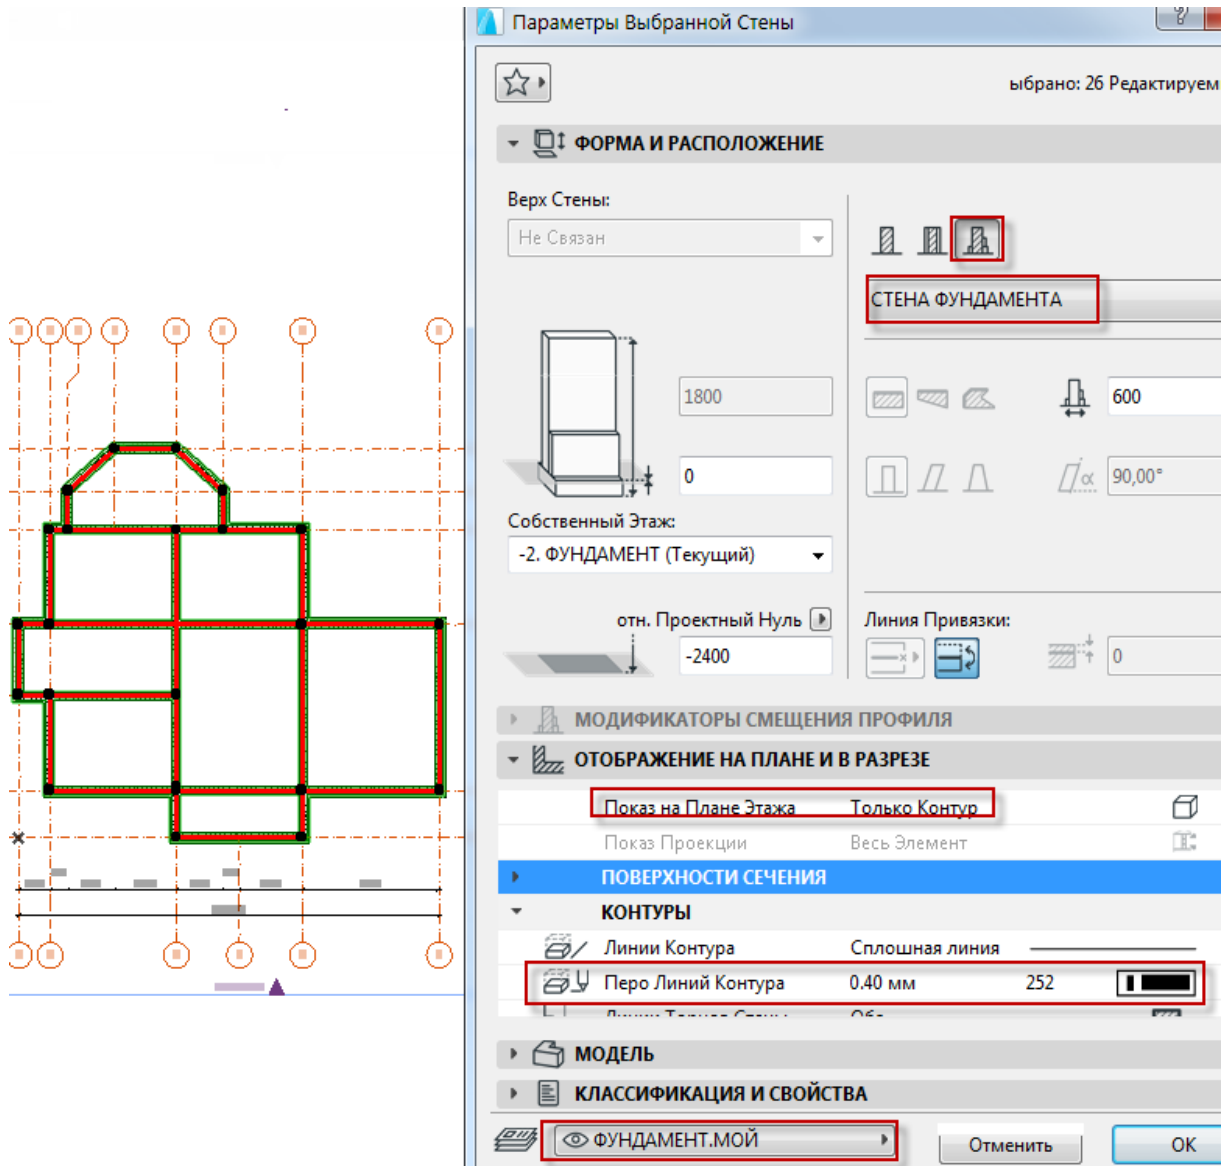 Параметры Выбранной Стены
?
ыбрано: 26 Редактируем
ФОРМА И РАСПОЛОЖЕНИЕ
Верх Стены:
Не Связан
СТЕНА ФУНДАМЕНТА
1800
600
0
α 90,00°
Собственный Этаж:
-2. ФУНДАМЕНТ (Текущий)
отн. Проектный Нуль
Линия Привязки:
-2400
0
МОДИФИКАТОРЫ СМЕЩЕНИЯ ПРОФИЛЯ
ОТОБРАЖЕНИЕ НА ПЛАНЕ И В РАЗРЕЗЕ
Показ на Плане Этажа Только Контур
Показ Проекции Весь Элемент
ПОВЕРХНОСТИ СЕЧЕНИЯ
КОНТУРЫ
Линии Контура Сплошная линия
Перо Линий Контура 0.40 мм 252
МОДЕЛЬ
КЛАССИФИКАЦИЯ И СВОЙСТВА
ФУНДАМЕНТ.МОЙ
Отменить
ОК